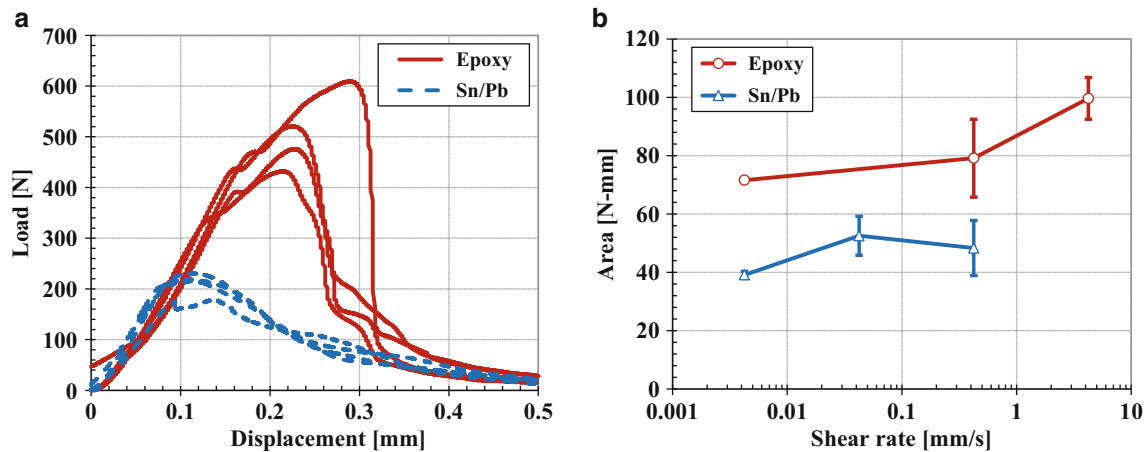 a
700
600
500
400
300
200
100
0
Load [N]
Epoxy
Sn/Pb
0
0.1
0.2
0.3
0.4
0.5
Displacement [mm]
b
120
100
80
60
40
20
0
Area [N-mm]
Epoxy
Sn/Pb
0.001
0.01
0.1
1
10
Shear rate [mm/s]